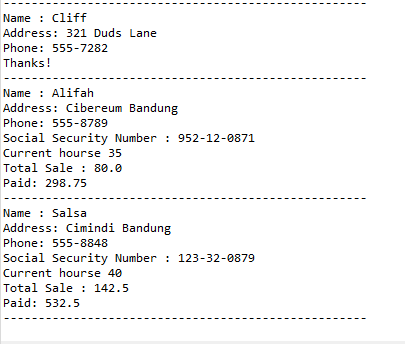 ----------------------------------------------------
Name : Cliff
Address: 321 Duds Lane
Phone: 555-7282
Thanks!
----------------------------------------------------
Name : Alifah
Address: Cibereum Bandung
Phone: 555-8789
Social Security Number : 952-12-0871
Current hourse 35
Total Sale : 80.0
Paid: 298.75
----------------------------------------------------
Name : Salsa
Address: Cimindi Bandung
Phone: 555-8848
Social Security Number : 123-32-0879
Current hourse 40
Total Sale : 142.5
Paid: 532.5
----------------------------------------------------